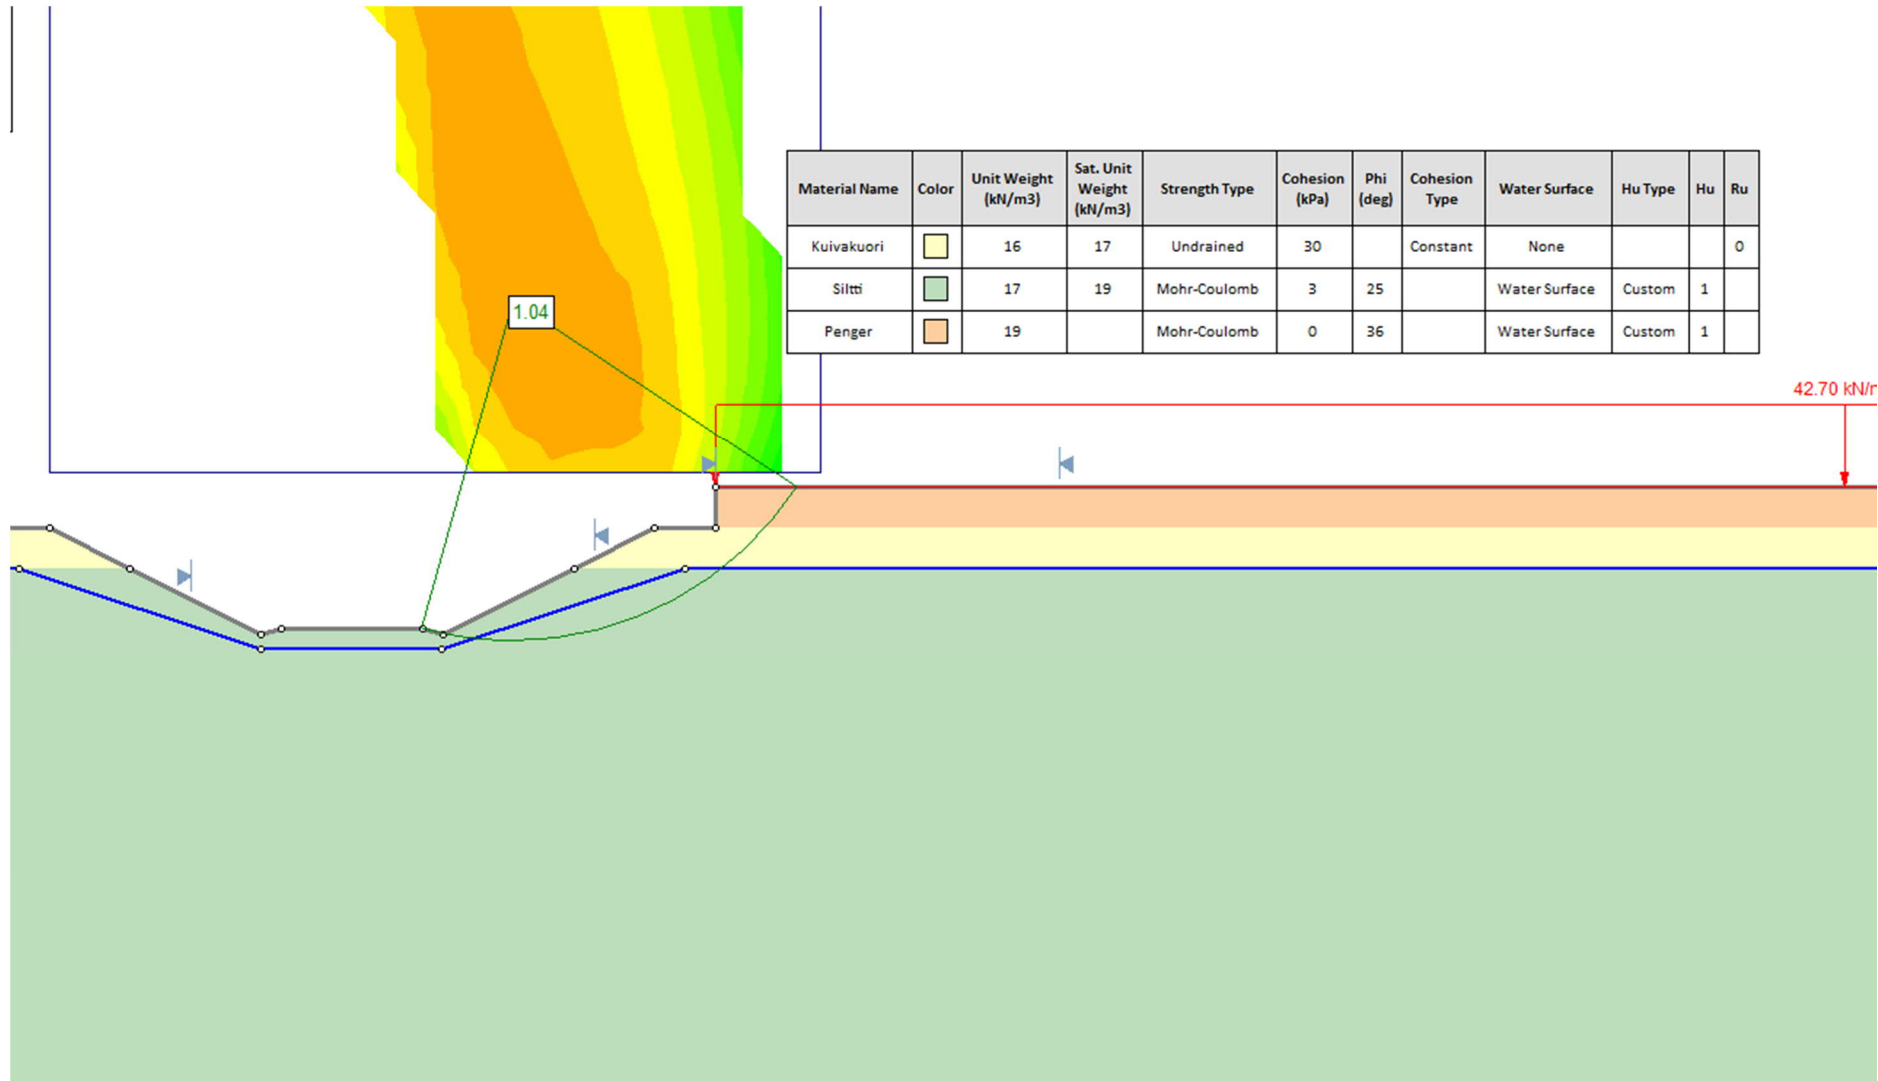 Material Name Color Unit Weight (kN/m3) Sat. Unit Weight (kN/m3) Strength Type Cohesion (kPa) Phi (deg) Cohesion Type Water Surface Hu Type Hu Ru
Kuivakuori 16 17 Undrained 30 Constant None 0
Siltti 17 19 Mohr-Coulomb 3 25 Water Surface Custom 1
Penger 19 Mohr-Coulomb 0 36 Water Surface Custom 1
1.04
42.70